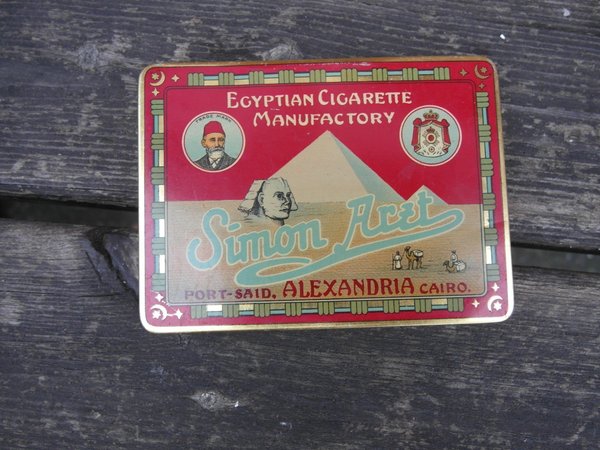 EGYPTIAN CIGARETTE
MANUFACTORY
TRADE MARK
Simon Arzt
PORT-SAID, ALEXANDRIA CAIRO.